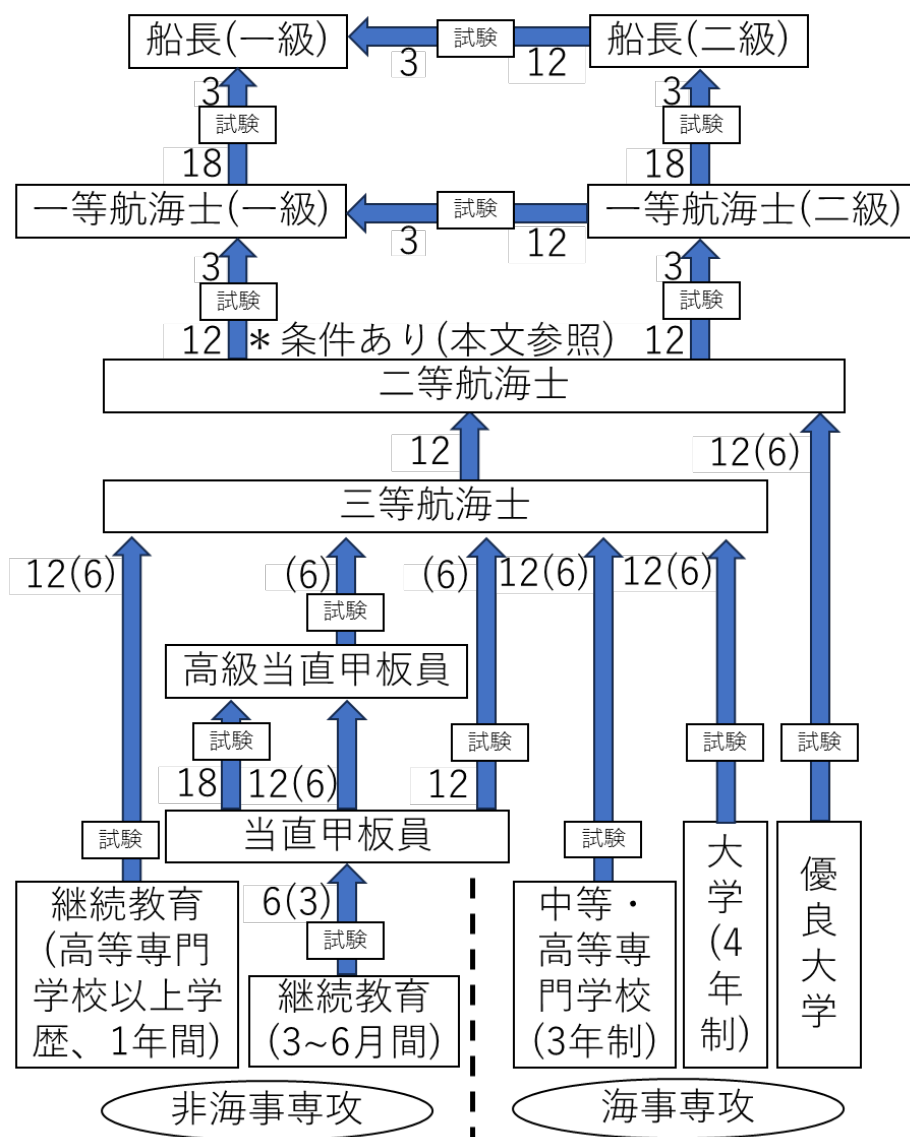 船長(一級)
試験
船長(二級)
3
12
3
3
試験
試験
18
18
一等航海士(一級)
試験
一等航海士(二級)
3
12
3
3
試験
試験
12
*条件あり(本文参照)
12
二等航海士
12
12(6)
三等航海士
12(6)
(6)
(6)
12(6)
12(6)
試験
高級当直甲板員
試験
試験
試験
試験
18
12(6)
12
当直甲板員
試験
試験
6(3)
試験
継続教育
(高等専門
学校以上学
歴、1年間)
継続教育
(3~6月間)
中等・
高等専
門学校
(3年制)
大学(4年制)
優良大学
非海事専攻
海事専攻